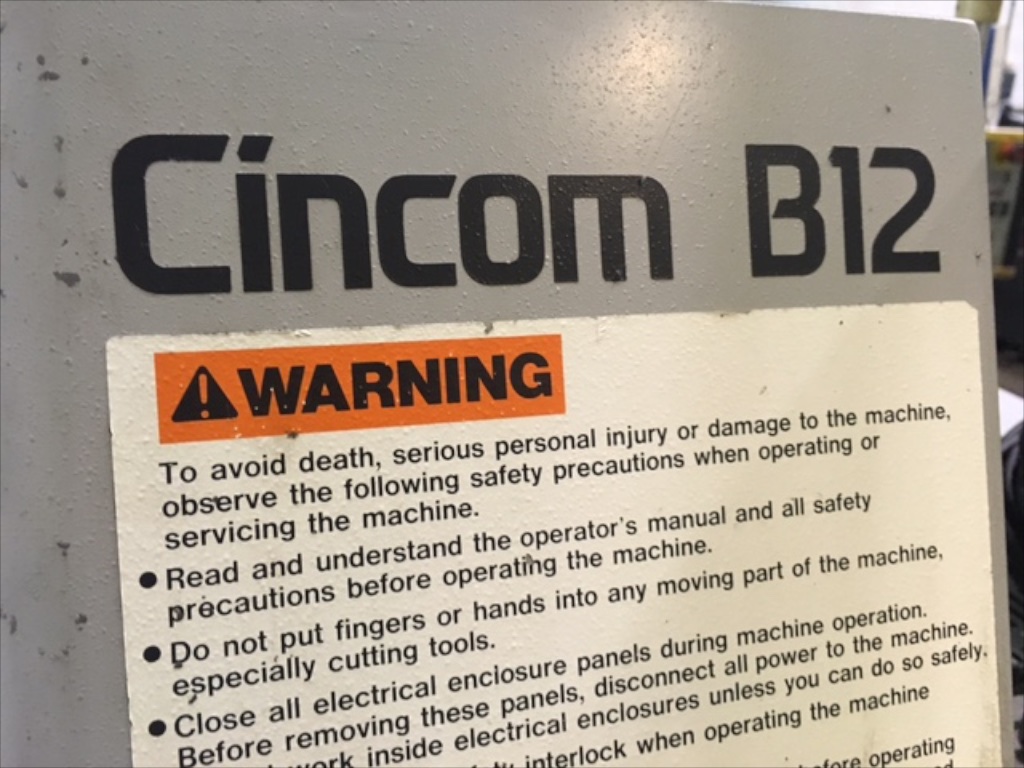 Cincom B12
WARNING
To avoid death, serious personal injury or damage to the machine,
observe the following safety precautions when operating or
servicing the machine.
● Read and understand the operator's manual and all safety
precautions before operating the machine.
● Do not put fingers or hands into any moving part of the machine,
especially cutting tools.
● Close all electrical enclosure panels during machine operation.
Before removing these panels, disconnect all power to the machine.
work inside electrical enclosures unless you can do so safely.
interlock when operating the machine
before operating